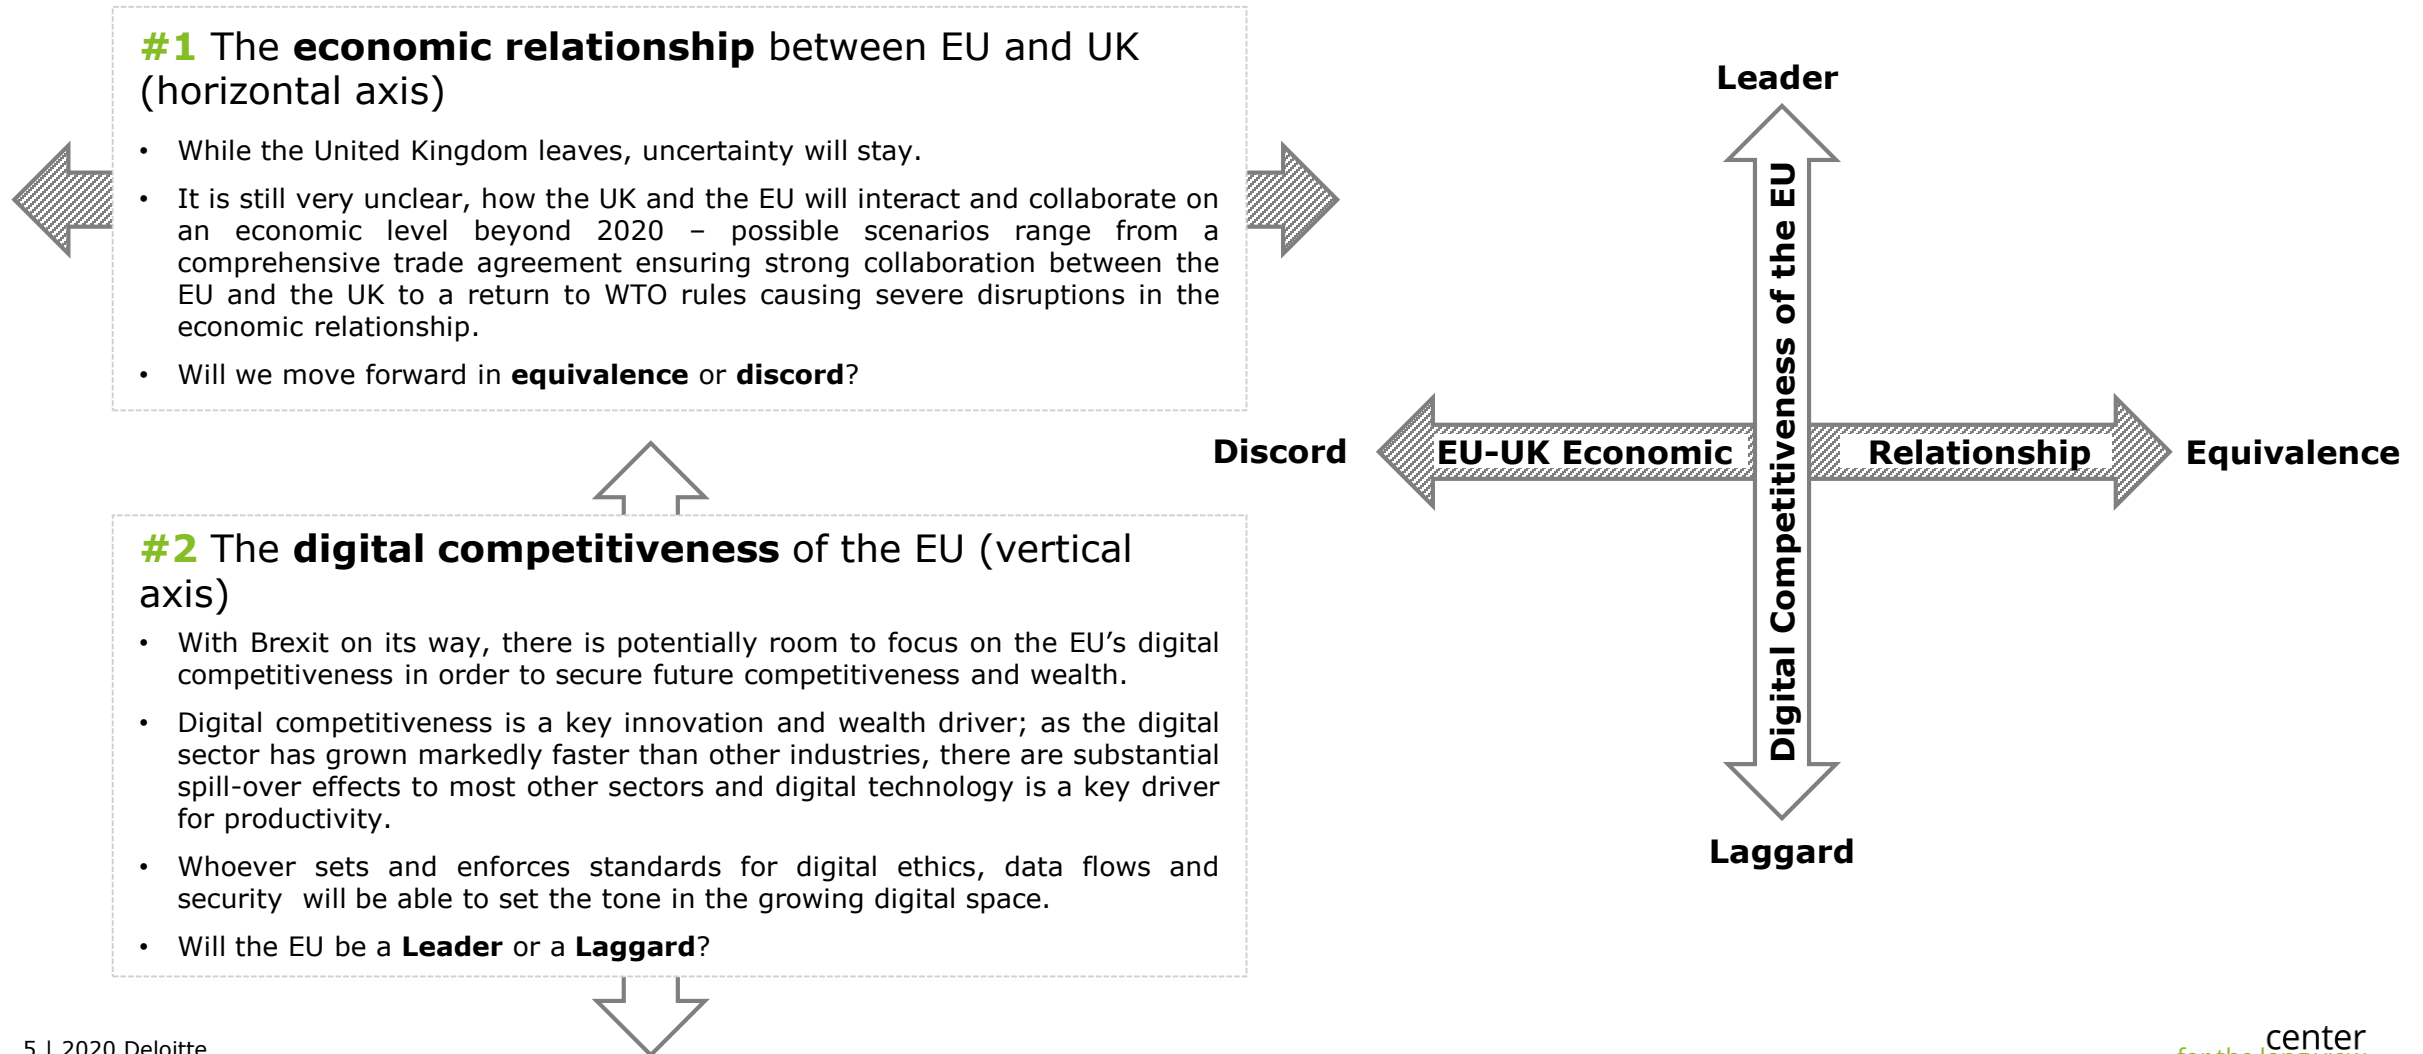 #1 The economic relationship between EU and UK
(horizontal axis)
• While the United Kingdom leaves, uncertainty will stay.
• It is still very unclear, how the UK and the EU will interact and collaborate on
an economic level beyond 2020 – possible scenarios range from a
comprehensive trade agreement ensuring strong collaboration between the
EU and the UK to a return to WTO rules causing severe disruptions in the
economic relationship.
• Will we move forward in equivalence or discord?
#2 The digital competitiveness of the EU (vertical
axis)
• With Brexit on its way, there is potentially room to focus on the EU’s digital
competitiveness in order to secure future competitiveness and wealth.
• Digital competitiveness is a key innovation and wealth driver; as the digital
sector has grown markedly faster than other industries, there are substantial
spill-over effects to most other sectors and digital technology is a key driver
for productivity.
• Whoever sets and enforces standards for digital ethics, data flows and
security will be able to set the tone in the growing digital space.
• Will the EU be a Leader or a Laggard?
Leader
Digital Competitiveness of the EU
Discord
EU-UK Economic Relationship
Equivalence
Laggard
5 | 2020 Deloitte
center